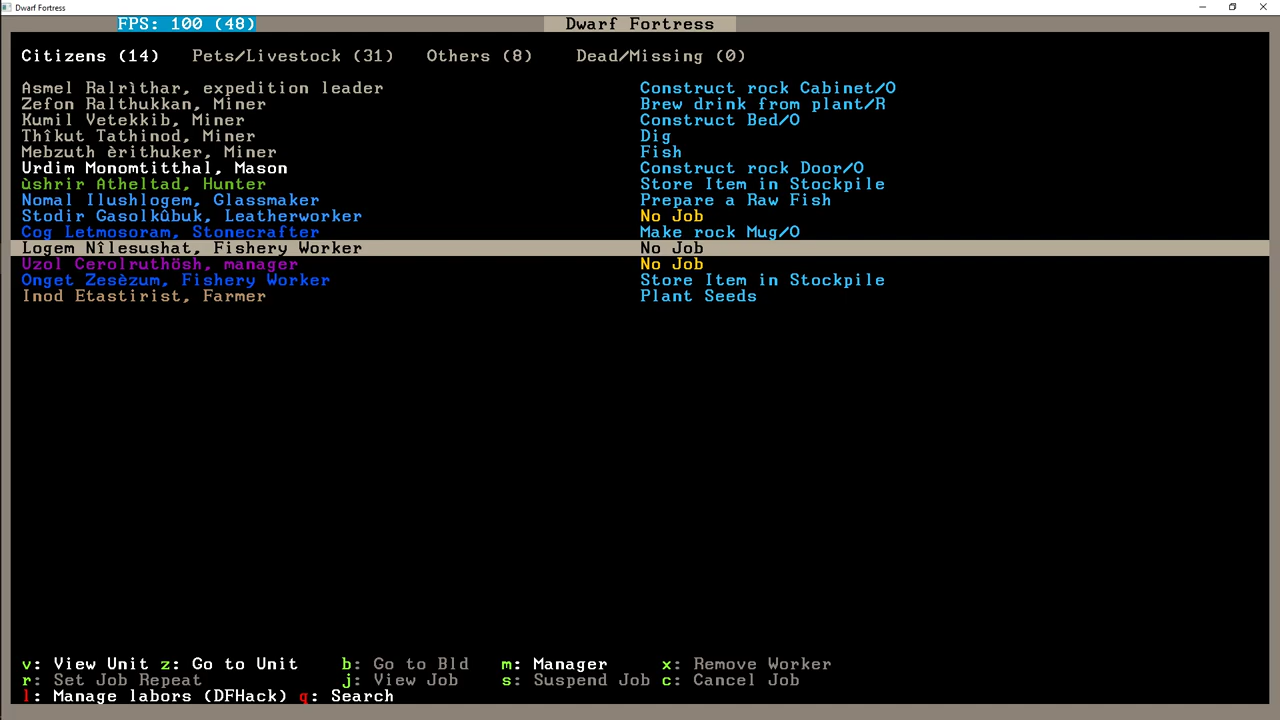 Dwarf Fortress
FPS: 100 (48) Dwarf Fortress
Citizens (14) Pets/Livestock (31) Others (8) Dead/Missing (0)
Asmel Ralrìthar, expedition leader Construct rock Cabinet/O
Zefon Ralthukkan, Miner Brew drink from plant/R
Kumil Vetekkib, Miner Construct Bed/O
Thîkut Tathinod, Miner Dig
Mebzuth èrithuker, Miner Fish
Urdim Monomtitthal, Mason Construct rock Door/O
ùshrir Atheltad, Hunter Store Item in Stockpile
Nomal Ilushlogem, Glassmaker Prepare a Raw Fish
Stodir Gasolkûbuk, Leatherworker No Job
Cog Letmosoram, Stonecrafter Make rock Mug/O
Logem Nîlesushat, Fishery Worker No Job
Uzol Cerolruthösh, manager No Job
Onget Zesèzum, Fishery Worker Store Item in Stockpile
Inod Etastirist, Farmer Plant Seeds
v: View Unit z: Go to Unit b: Go to Bld m: Manager x: Remove Worker
r: Set Job Repeat j: View Job s: Suspend Job c: Cancel Job
l: Manage labors (DFHack) q: Search